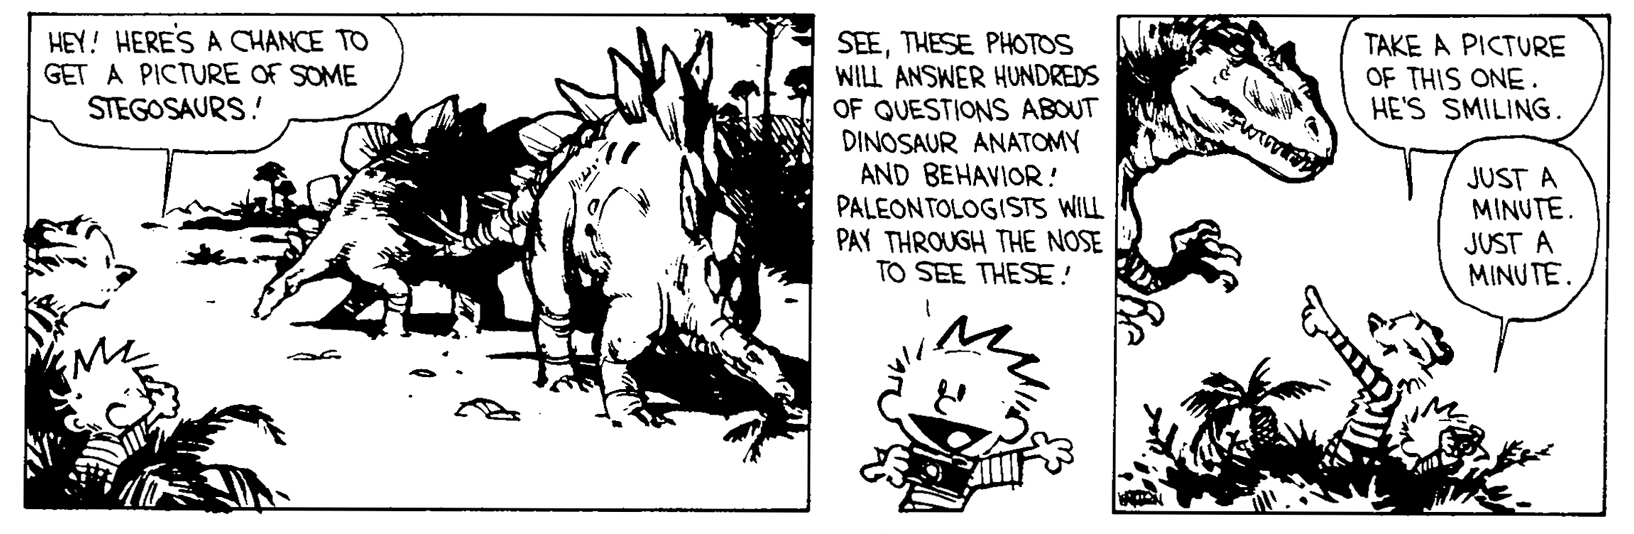 HEY! HERE'S A CHANCE TO
GET A PICTURE OF SOME
STEGOSAURS!
SEE, THESE PHOTOS
WILL ANSWER HUNDREDS
OF QUESTIONS ABOUT
DINOSAUR ANATOMY
AND BEHAVIOR!
PALEONTOLOGISTS WILL
PAY THROUGH THE NOSE
TO SEE THESE!
TAKE A PICTURE
OF THIS ONE.
HE'S SMILING.
JUST A
MINUTE.
JUST A
MINUTE.